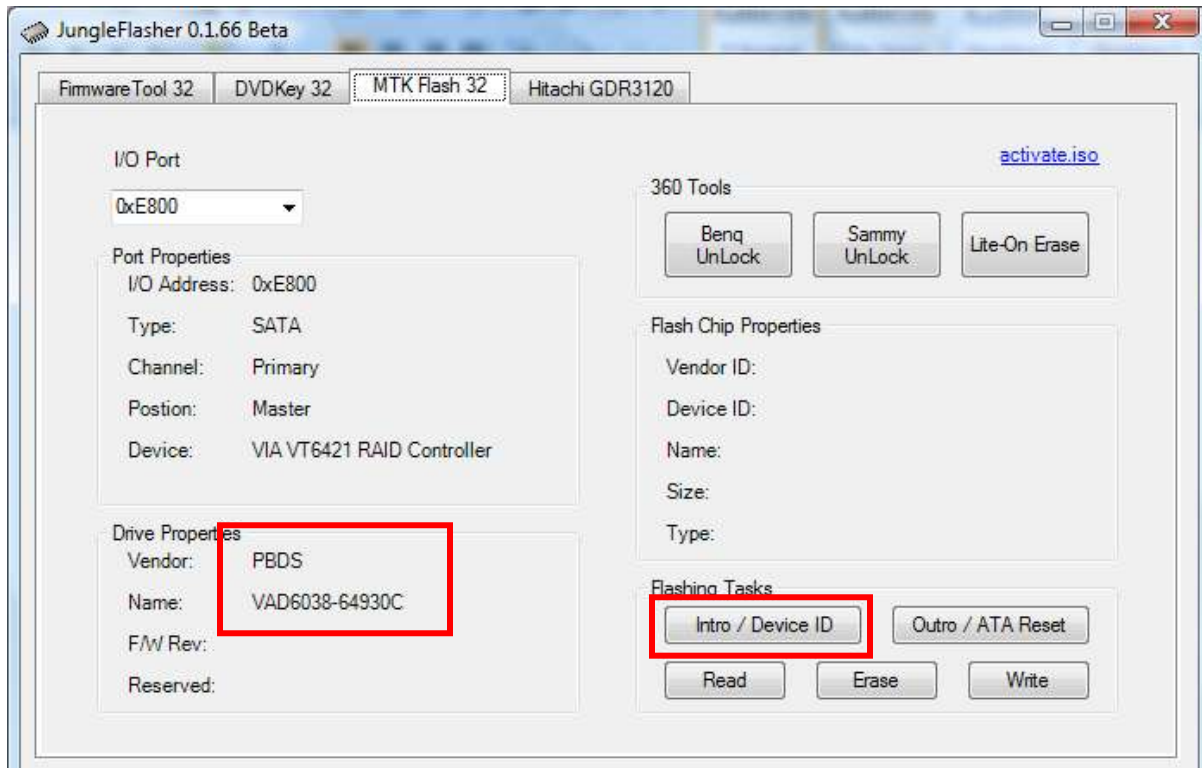 JungleFlasher 0.1.66 Beta
FirmwareTool 32 DVDKey 32 MTK Flash 32 Hitachi GDR3120
I/O Port
0xE800
activate.iso
Port Properties
I/O Address: 0xE800
Type: SATA
Channel: Primary
Postion: Master
Device: VIA VT6421 RAID Controller
Drive Properties
Vendor: PBDS
Name: VAD6038-64930C
F/W Rev:
Reserved:
360 Tools
Benq UnLock
Sammy UnLock
Lite-On Erase
Flash Chip Properties
Vendor ID:
Device ID:
Name:
Size:
Type:
Flashing Tasks
Intro / Device ID Outro / ATA Reset
Read Erase Write